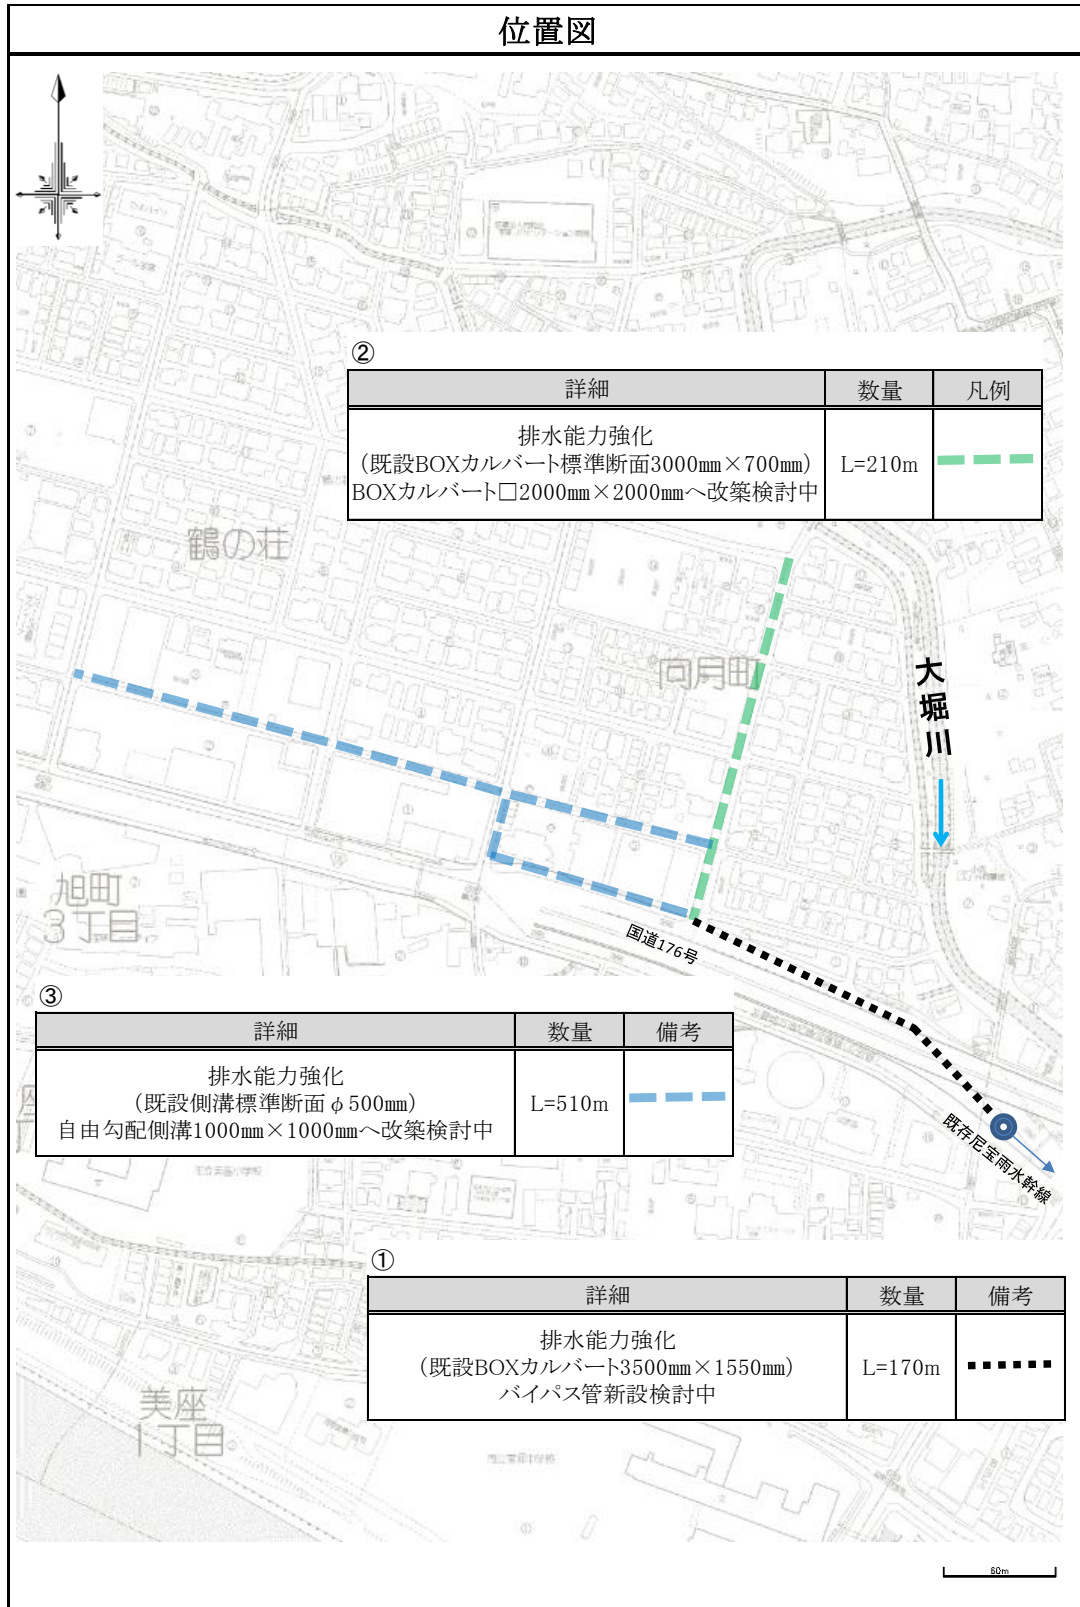 位置図
②
詳細 数量 凡例
排水能力強化
(既設BOXカルバート標準断面3000㎜×700㎜)
BOXカルバート□2000㎜×2000㎜へ改築検討中
L=210m
鶴の荘
向月町
大堀川
旭町
3丁目
国道176号
③
詳細 数量 備考
排水能力強化
(既設側溝標準断面φ500㎜)
自由勾配側溝1000㎜×1000㎜へ改築検討中
L=510m
既存尼宝雨水幹線
①
詳細 数量 備考
排水能力強化
(既設BOXカルバート3500㎜×1550㎜)
バイパス管新設検討中
L=170m
美座
1丁目
60m